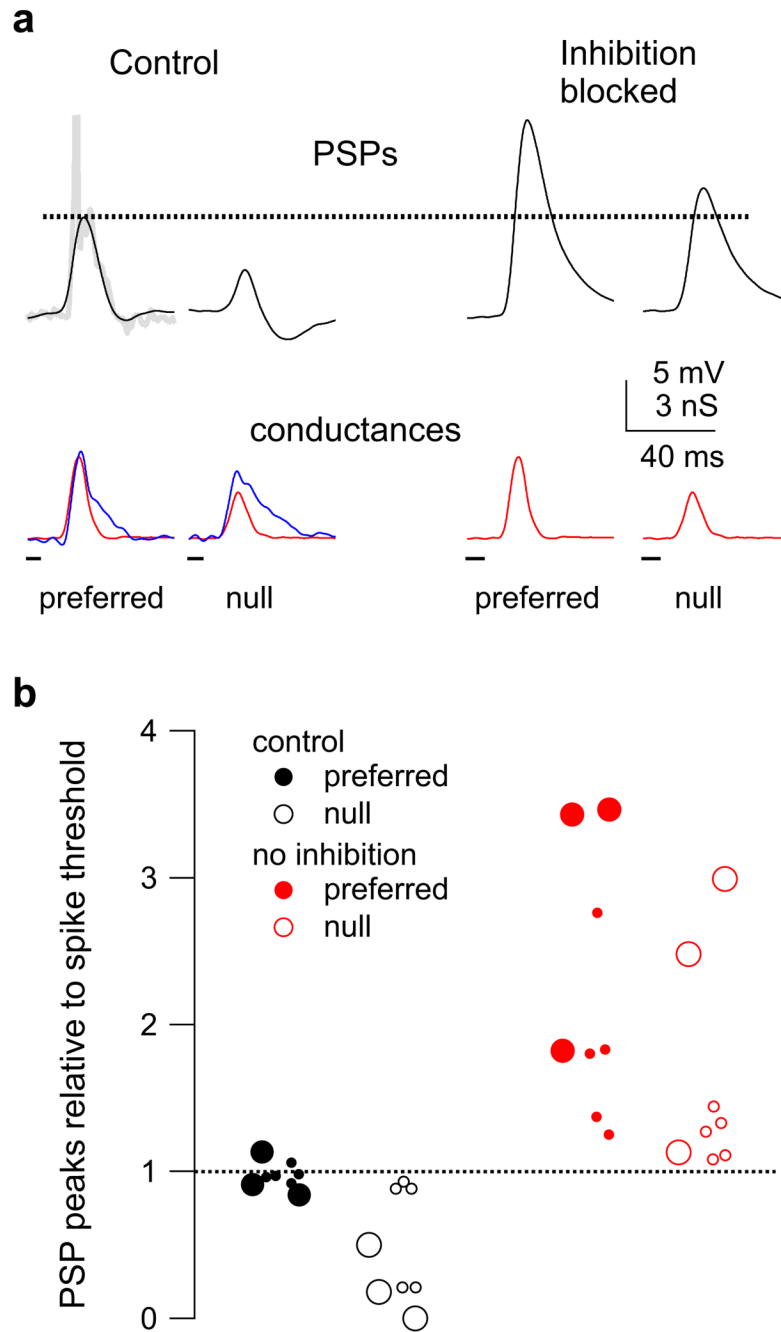 a
Control
Inhibition
blocked
PSPs
5 mV
3 nS
40 ms
conductances
preferred
null
preferred
null
b
PSP peaks relative to spike threshold
4
3
2
1
0
control
preferred
null
no inhibition
preferred
null